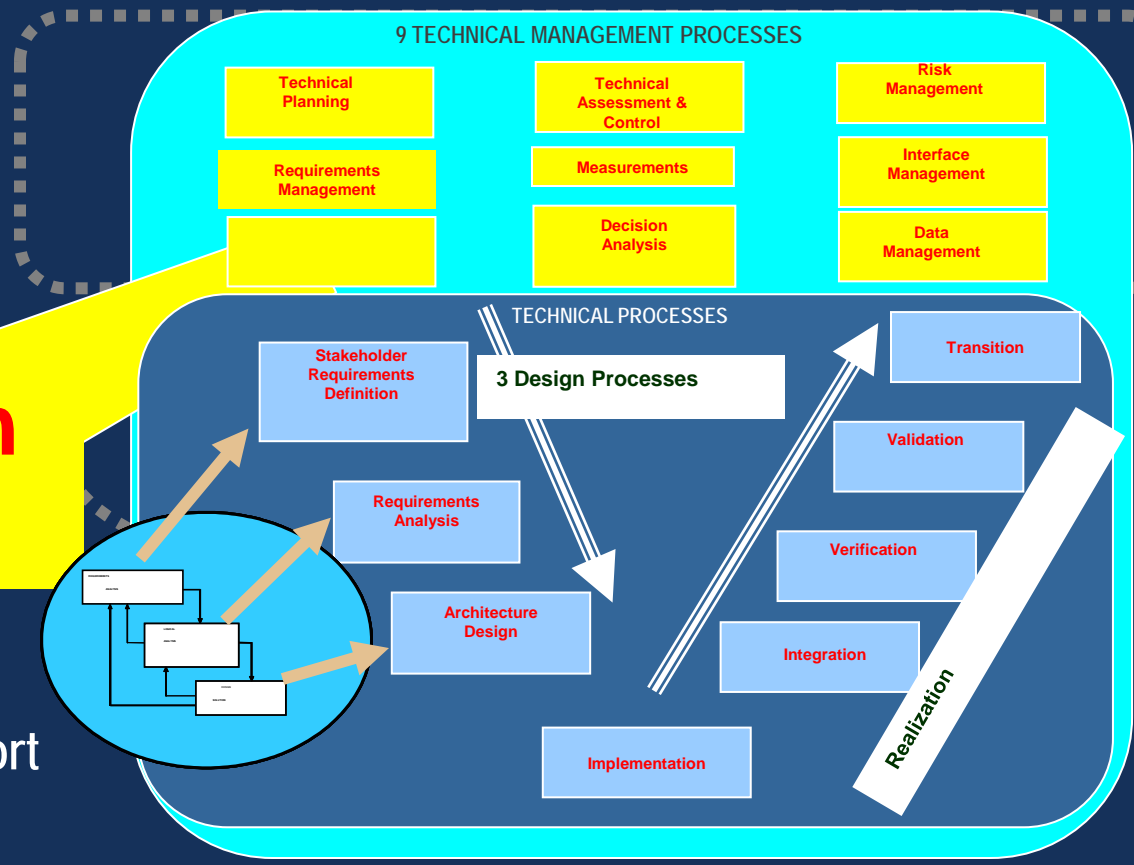 9 TECHNICAL MANAGEMENT PROCESSES
Technical
Planning
Technical
Assessment &
Control
Risk
Management
Requirements
Management
Measurements
Interface
Management
Decision
Analysis
Data
Management
TECHNICAL PROCESSES
Stakeholder
Requirements
Definition
3 Design Processes
Transition
Validation
Requirements
Analysis
Verification
Architecture
Design
Integration
Implementation
Realization